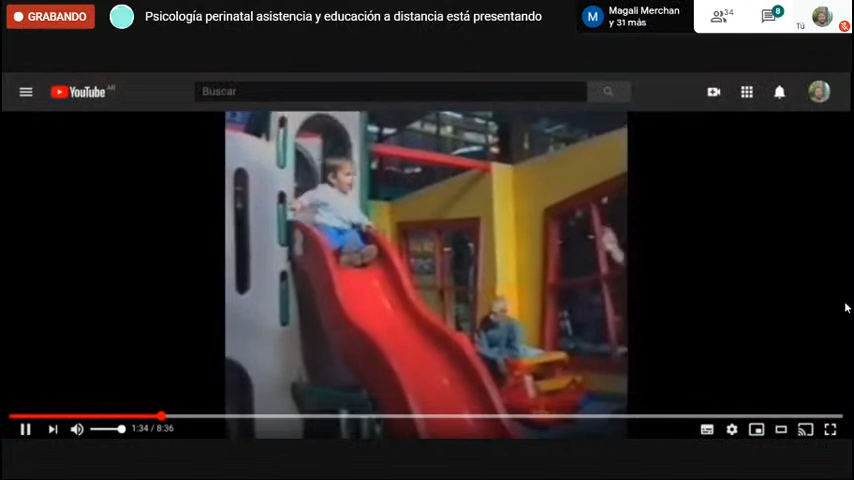 GRABANDO
Psicología perinatal asistencia y educación a distancia está presentando
M
Magali Merchan
y 31 más
34
8
Tú
YouTube AR
Buscar
1:34 / 8:36